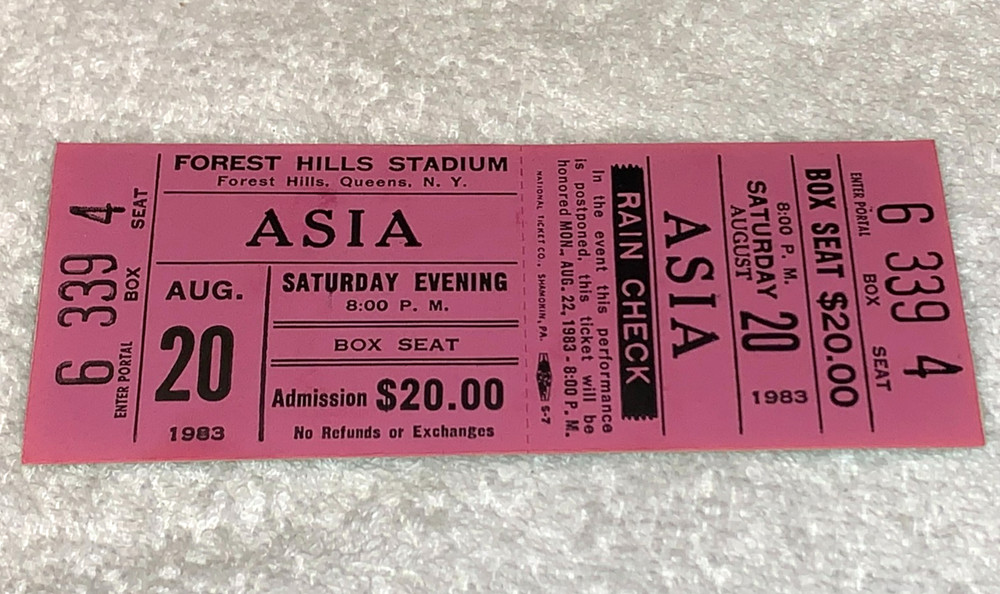 6 339 4
ENTER PORTAL BOX SEAT
FOREST HILLS STADIUM
Forest Hills, Queens, N. Y.
ASIA
AUG.
20
1983
SATURDAY EVENING
8:00 P. M.
BOX SEAT
Admission $20.00
No Refunds or Exchanges
NATIONAL TICKET CO., SHAMOKIN, PA. S-7
In the event this performance
is postponed, this ticket will be
honored MON., AUG. 22, 1983 - 8:00 P. M.
RAIN CHECK
ASIA
AUGUST
SATURDAY 20
8:00 P. M.
1983
BOX SEAT $20.00
ENTER PORTAL BOX SEAT
6 339 4